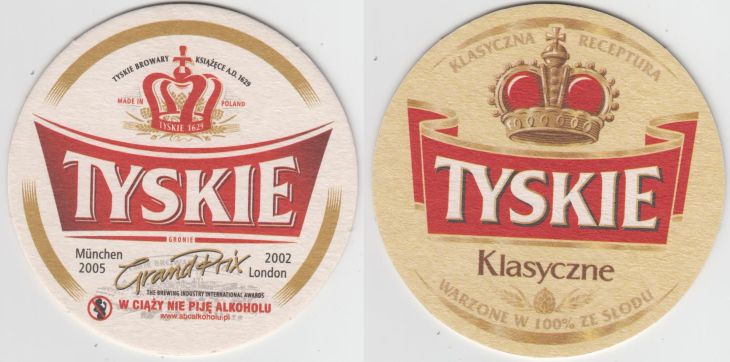 TYSKIE BROWARY KSIĄŻĘCE A.D. 1629
MADE IN POLAND
TYSKIE 1629
TYSKIE
GRONIE
München 2005
Grand Prix
2002 London
THE BREWING INDUSTRY INTERNATIONAL AWARDS
W CIĄŻY NIE PIJĘ ALKOHOLU
www.abcalkoholu.pl
KLASYCZNA RECEPTURA
TYSKIE
Klasyczne
WARZONE W 100% ZE SŁODU